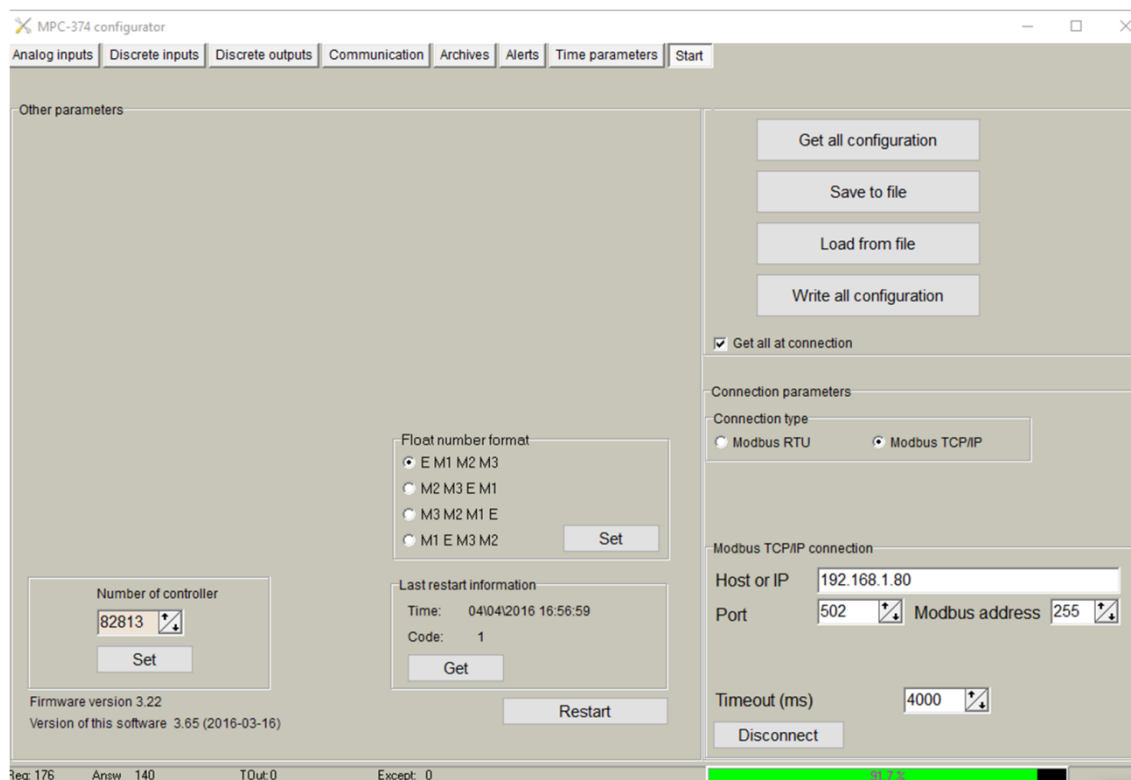 MPC-374 configurator
Analog inputs Discrete inputs Discrete outputs Communication Archives Alerts Time parameters Start
Other parameters
Get all configuration
Save to file
Load from file
Write all configuration
Get all at connection
Connection parameters
Connection type
Modbus RTU Modbus TCP/IP
Float number format
E M1 M2 M3
M2 M3 E M1
M3 M2 M1 E
M1 E M3 M2
Set
Modbus TCP/IP connection
Host or IP 192.168.1.80
Port 502 Modbus address 255
Timeout (ms) 4000
Disconnect
Number of controller
82813
Set
Last restart information
Time: 04\04\2016 16:56:59
Code: 1
Get
Restart
Firmware version 3.22
Version of this software 3.65 (2016-03-16)
Req: 176 Answ 140 TOut:0 Except: 0 91.7 %